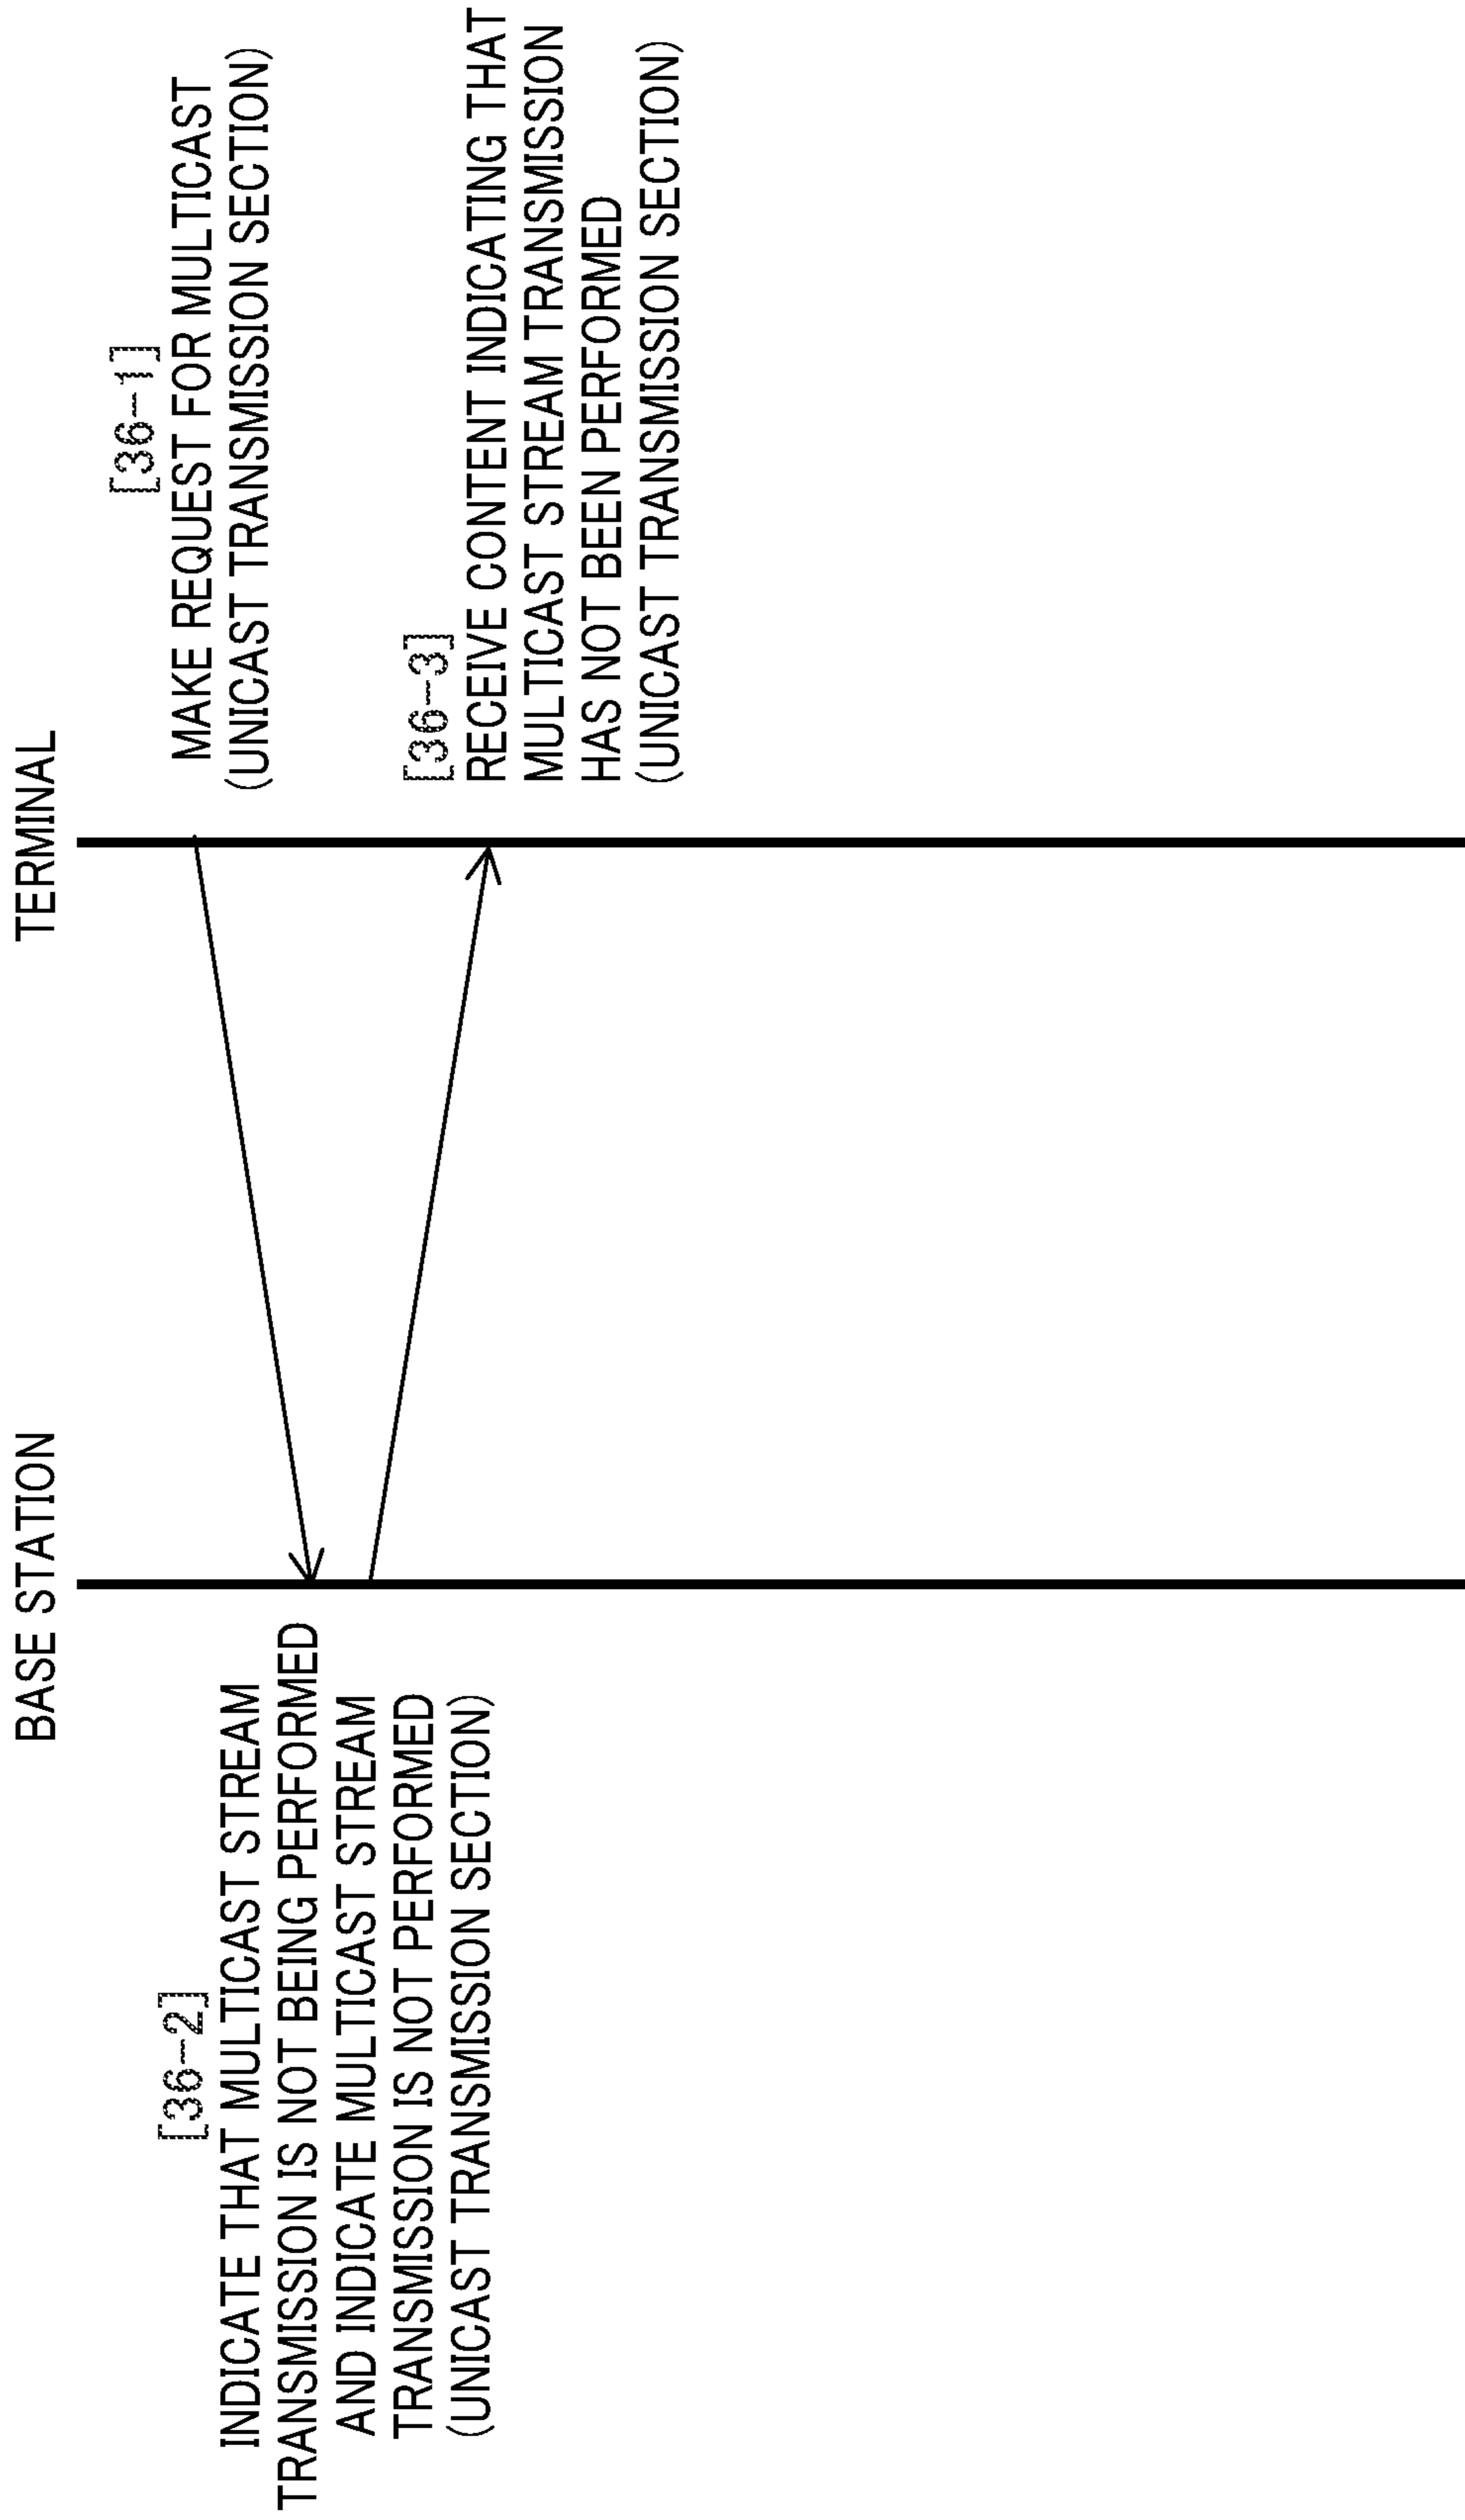 BASE STATION
TERMINAL
[36-1]
MAKE REQUEST FOR MULTICAST
(UNICAST TRANSMISSION SECTION)
[36-2]
INDICATE THAT MULTICAST STREAM
TRANSMISSION IS NOT BEING PERFORMED
AND INDICATE MULTICAST STREAM
TRANSMISSION IS NOT PERFORMED
(UNICAST TRANSMISSION SECTION)
[36-3]
RECEIVE CONTENT INDICATING THAT
MULTICAST STREAM TRANSMISSION
HAS NOT BEEN PERFORMED
(UNICAST TRANSMISSION SECTION)